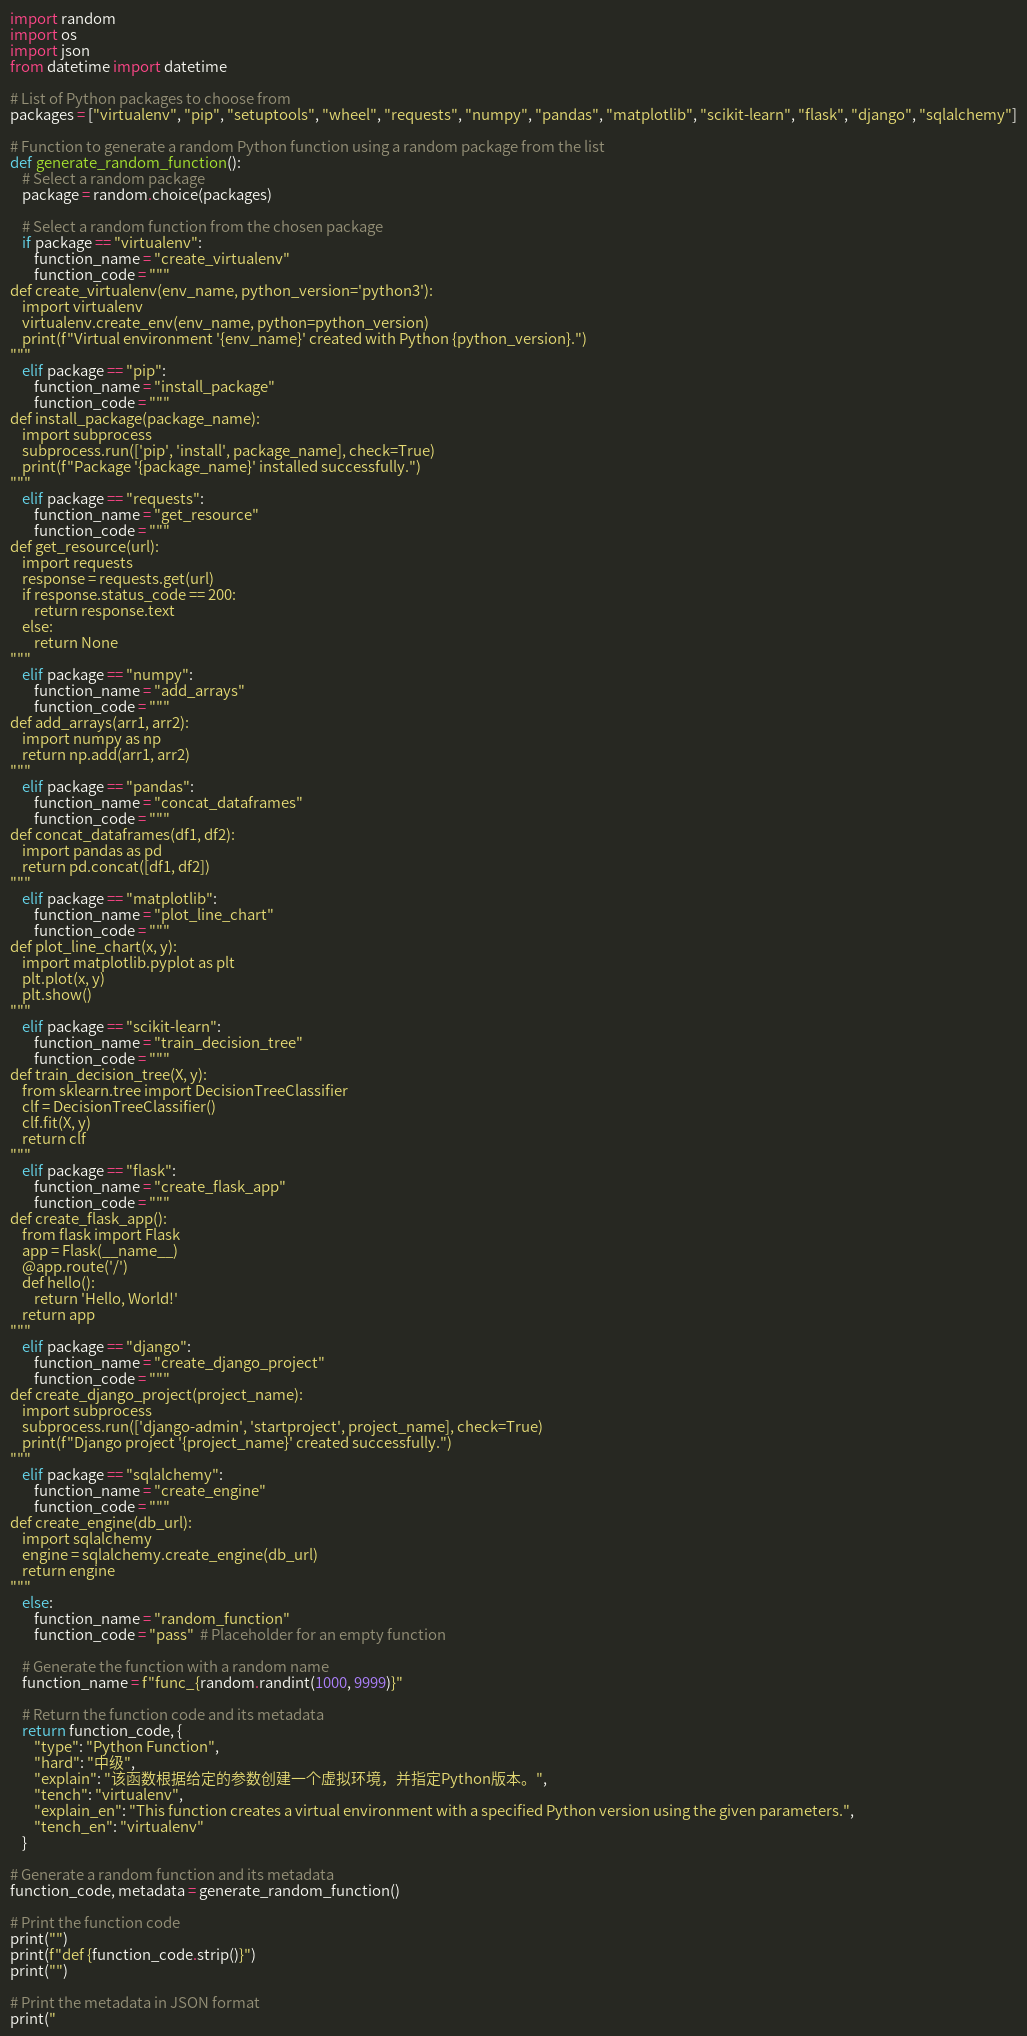 import random
import os
import json
from datetime import datetime

# List of Python packages to choose from
packages = ["virtualenv", "pip", "setuptools", "wheel", "requests", "numpy", "pandas", "matplotlib", "scikit-learn", "flask", "django", "sqlalchemy"]

# Function to generate a random Python function using a random package from the list
def generate_random_function():
    # Select a random package
    package = random.choice(packages)

    # Select a random function from the chosen package
    if package == "virtualenv":
        function_name = "create_virtualenv"
        function_code = """
def create_virtualenv(env_name, python_version='python3'):
    import virtualenv
    virtualenv.create_env(env_name, python=python_version)
    print(f"Virtual environment '{env_name}' created with Python {python_version}.")
"""
    elif package == "pip":
        function_name = "install_package"
        function_code = """
def install_package(package_name):
    import subprocess
    subprocess.run(['pip', 'install', package_name], check=True)
    print(f"Package '{package_name}' installed successfully.")
"""
    elif package == "requests":
        function_name = "get_resource"
        function_code = """
def get_resource(url):
    import requests
    response = requests.get(url)
    if response.status_code == 200:
        return response.text
    else:
        return None
"""
    elif package == "numpy":
        function_name = "add_arrays"
        function_code = """
def add_arrays(arr1, arr2):
    import numpy as np
    return np.add(arr1, arr2)
"""
    elif package == "pandas":
        function_name = "concat_dataframes"
        function_code = """
def concat_dataframes(df1, df2):
    import pandas as pd
    return pd.concat([df1, df2])
"""
    elif package == "matplotlib":
        function_name = "plot_line_chart"
        function_code = """
def plot_line_chart(x, y):
    import matplotlib.pyplot as plt
    plt.plot(x, y)
    plt.show()
"""
    elif package == "scikit-learn":
        function_name = "train_decision_tree"
        function_code = """
def train_decision_tree(X, y):
    from sklearn.tree import DecisionTreeClassifier
    clf = DecisionTreeClassifier()
    clf.fit(X, y)
    return clf
"""
    elif package == "flask":
        function_name = "create_flask_app"
        function_code = """
def create_flask_app():
    from flask import Flask
    app = Flask(__name__)
    @app.route('/')
    def hello():
        return 'Hello, World!'
    return app
"""
    elif package == "django":
        function_name = "create_django_project"
        function_code = """
def create_django_project(project_name):
    import subprocess
    subprocess.run(['django-admin', 'startproject', project_name], check=True)
    print(f"Django project '{project_name}' created successfully.")
"""
    elif package == "sqlalchemy":
        function_name = "create_engine"
        function_code = """
def create_engine(db_url):
    import sqlalchemy
    engine = sqlalchemy.create_engine(db_url)
    return engine
"""
    else:
        function_name = "random_function"
        function_code = "pass"  # Placeholder for an empty function

    # Generate the function with a random name
    function_name = f"func_{random.randint(1000, 9999)}"

    # Return the function code and its metadata
    return function_code, {
        "type": "Python Function",
        "hard": "中级",
        "explain": "该函数根据给定的参数创建一个虚拟环境，并指定Python版本。",
        "tench": "virtualenv",
        "explain_en": "This function creates a virtual environment with a specified Python version using the given parameters.",
        "tench_en": "virtualenv"
    }

# Generate a random function and its metadata
function_code, metadata = generate_random_function()

# Print the function code
print("")
print(f"def {function_code.strip()}")
print("")

# Print the metadata in JSON format
print("